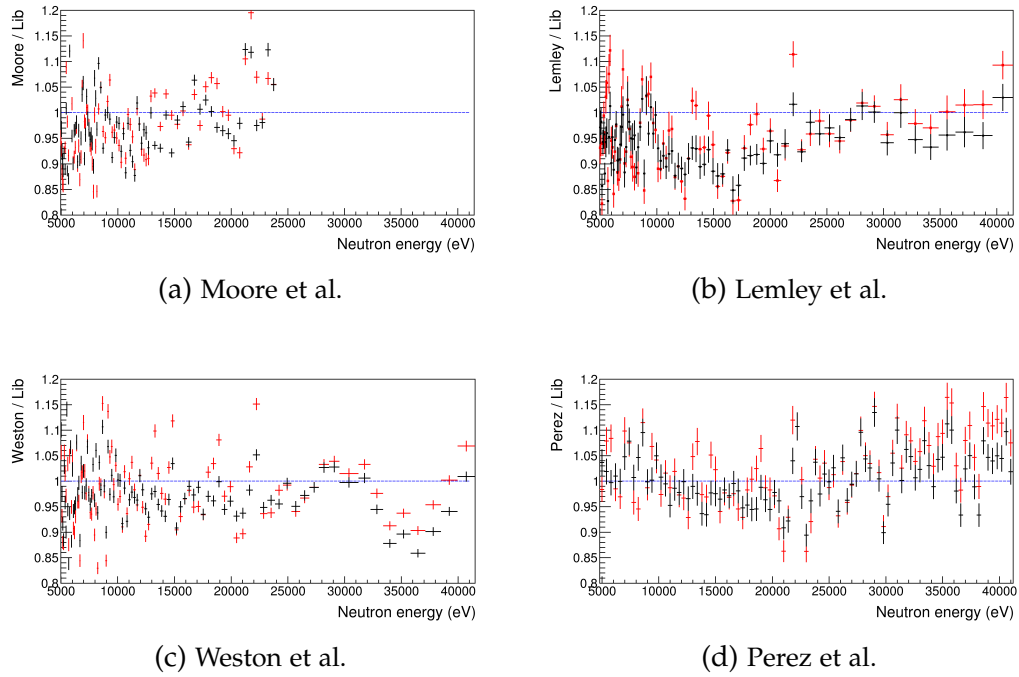 Moore / Lib
1.2
1.15
1.1
1.05
1
0.95
0.9
0.85
0.8
5000 10000 15000 20000 25000 30000 35000 40000
Neutron energy (eV)
(a) Moore et al.
Lemley / Lib
1.2
1.15
1.1
1.05
1
0.95
0.9
0.85
0.8
5000 10000 15000 20000 25000 30000 35000 40000
Neutron energy (eV)
(b) Lemley et al.
Weston / Lib
1.2
1.15
1.1
1.05
1
0.95
0.9
0.85
0.8
5000 10000 15000 20000 25000 30000 35000 40000
Neutron energy (eV)
(c) Weston et al.
Perez / Lib
1.2
1.15
1.1
1.05
1
0.95
0.9
0.85
0.8
5000 10000 15000 20000 25000 30000 35000 40000
Neutron energy (eV)
(d) Perez et al.